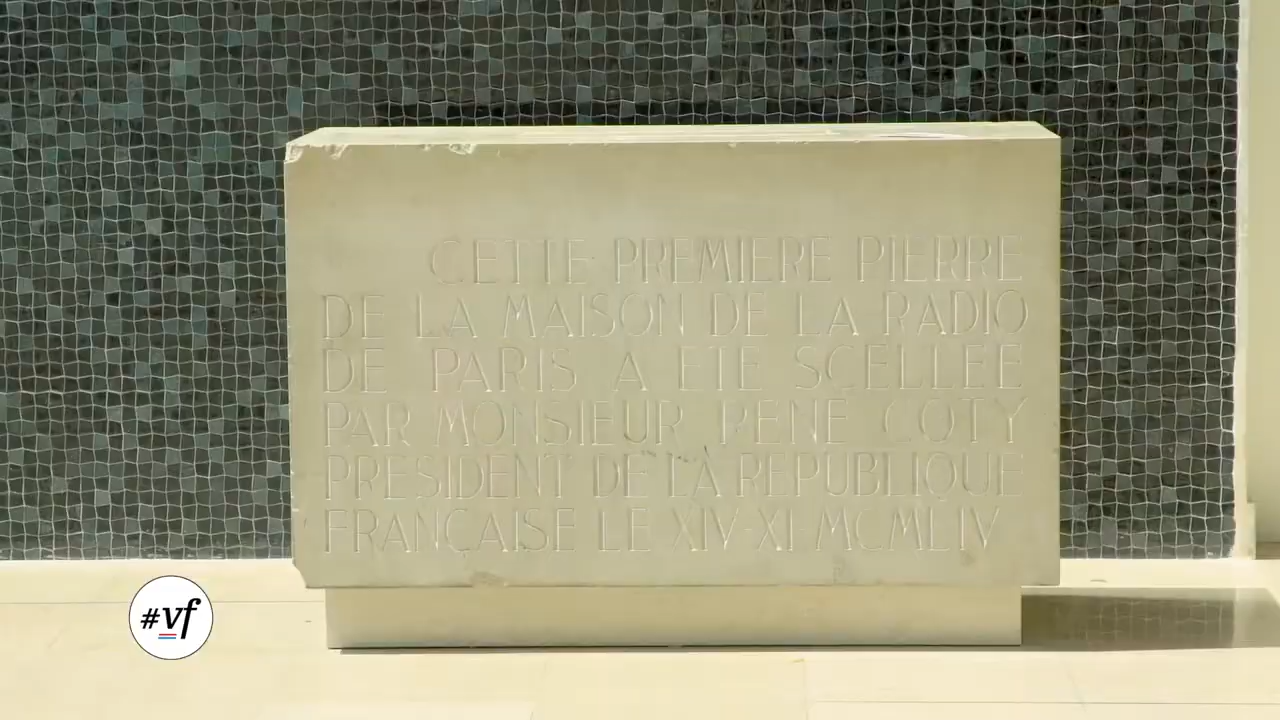 CETTE PREMIERE PIERRE
DE LA MAISON DE LA RADIO
DE PARIS A ETE SCELLEE
PAR MONSIEUR RENE COTY
PRESIDENT DE LA REPUBLIQUE
FRANÇAISE LE XIV·XI·MCMLIV
#vf